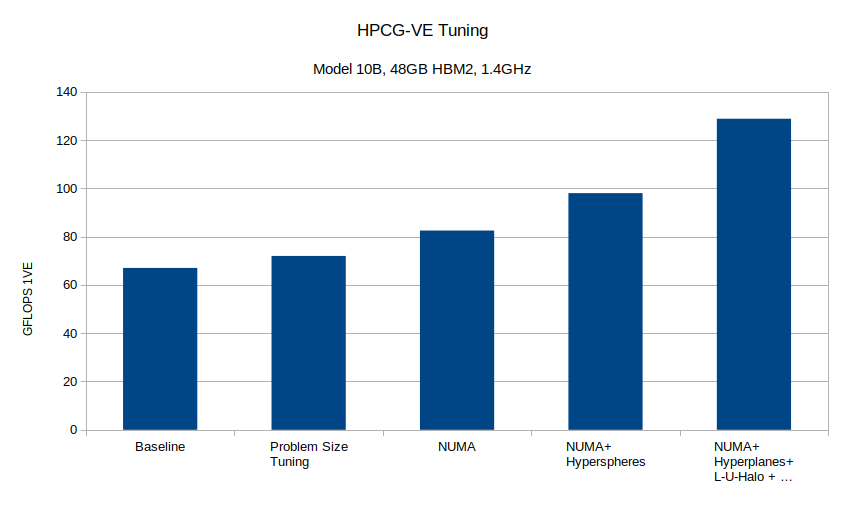 HPCG-VE Tuning
Model 10B, 48GB HBM2, 1.4GHz
140
120
100
80
60
40
20
0
GFLOPS 1VE
Baseline
Problem Size
Tuning
NUMA
NUMA+
Hyperspheres
NUMA+
Hyperplanes+
L-U-Halo + ...